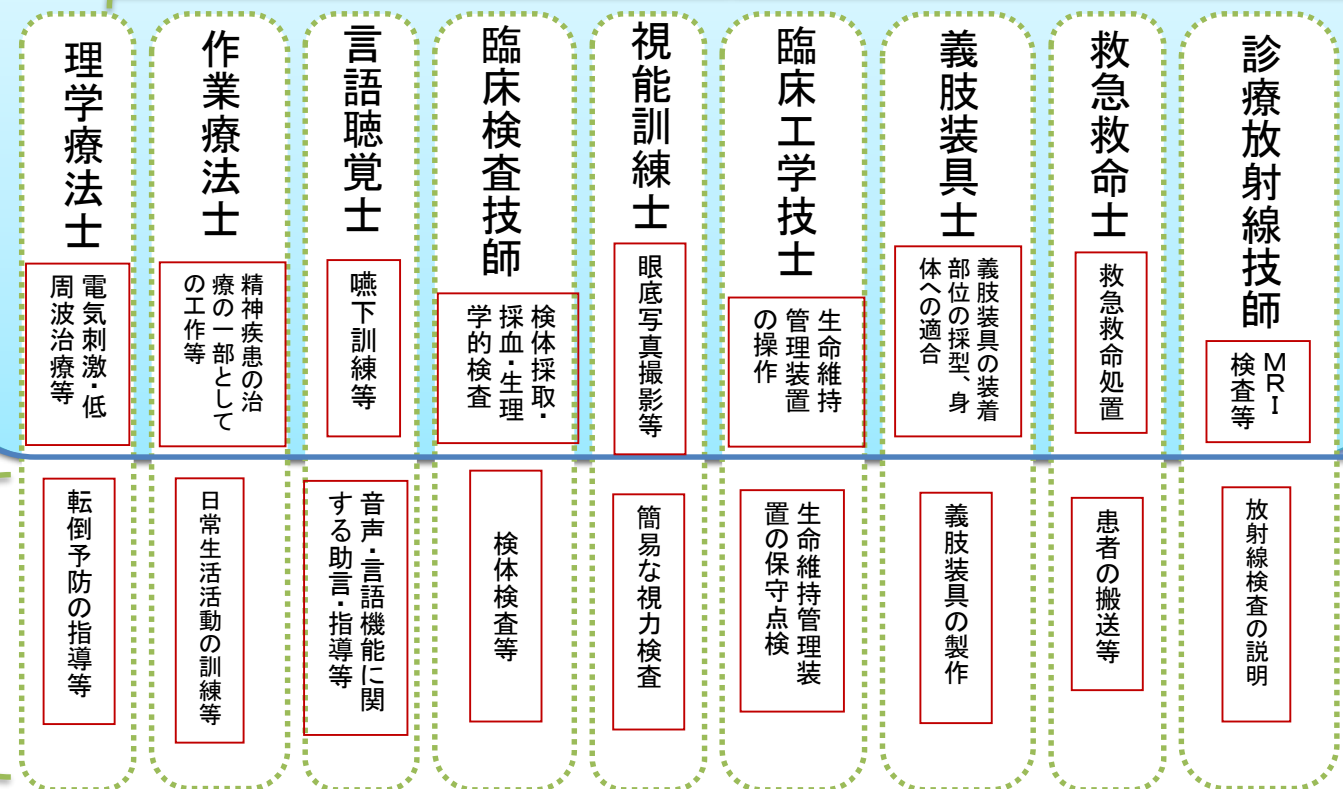 診療放射線技師
MRI
検査等
放射線検査の説明
救急救命士
救急救命処置
患者の搬送等
義肢装具士
義肢装具の装着
部位の採型、身
体への適合
義肢装具の製作
臨床工学技士
生命維持
管理装置
の操作
生命維持管理装
置の保守点検
視能訓練士
眼底写真撮影等
簡易な視力検査
臨床検査技師
検体採取・
採血・生理
学的検査
検体検査等
言語聴覚士
嚥下訓練等
音声・言語機能に関
する助言・指導等
作業療法士
精神疾患の治
療の一部として
の工作等
日常生活活動の訓練等
理学療法士
電気刺激・低
周波治療等
転倒予防の指導等